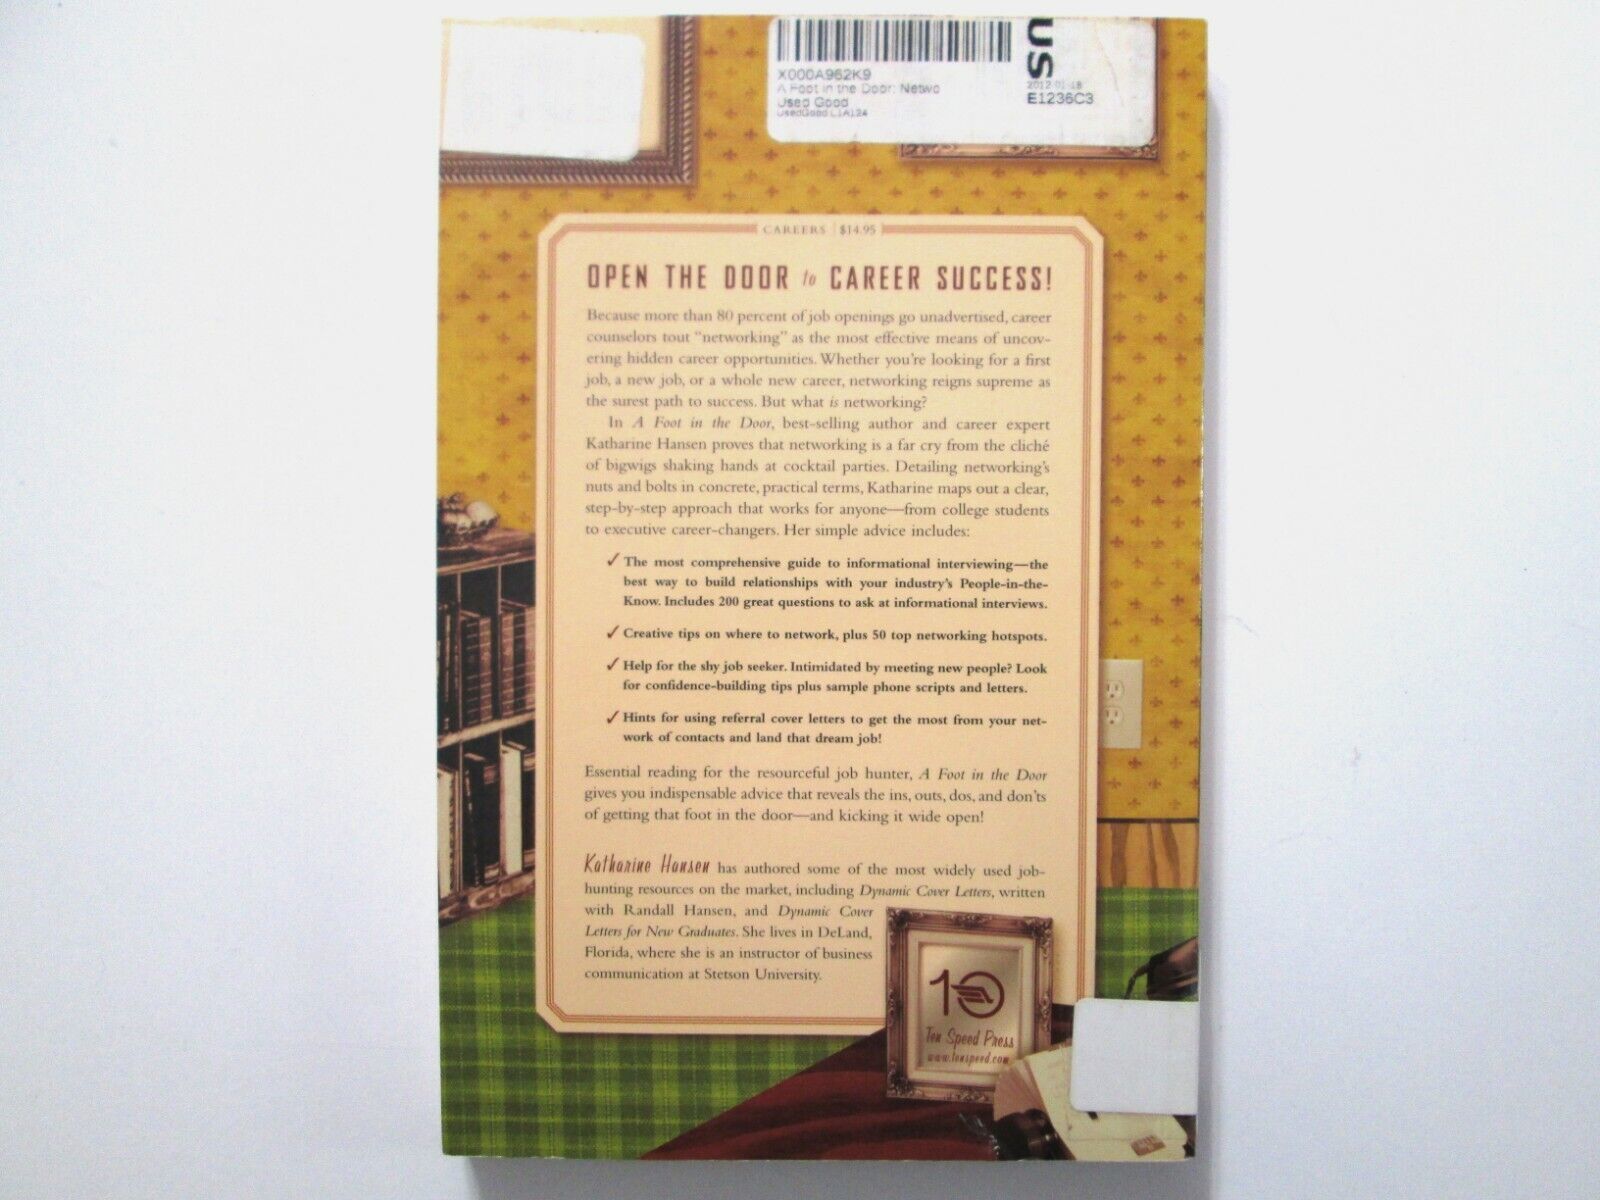 US
X000A962K9
A Foot in the Door: Netwo
Used Good
2012-01-18
E1236C3
CAREERS | $14.95
OPEN THE DOOR to CAREER SUCCESS!
Because more than 80 percent of job openings go unadvertised, career
counselors tout “networking” as the most effective means of uncov-
ering hidden career opportunities. Whether you’re looking for a first
job, a new job, or a whole new career, networking reigns supreme as
the surest path to success. But what is networking?
In A Foot in the Door, best-selling author and career expert
Katharine Hansen proves that networking is a far cry from the cliché
of bigwigs shaking hands at cocktail parties. Detailing networking’s
nuts and bolts in concrete, practical terms, Katharine maps out a clear,
step-by-step approach that works for anyone—from college students
to executive career-changers. Her simple advice includes:
✓ The most comprehensive guide to informational interviewing—the
best way to build relationships with your industry’s People-in-the-
Know. Includes 200 great questions to ask at informational interviews.
✓ Creative tips on where to network, plus 50 top networking hotspots.
✓ Help for the shy job seeker. Intimidated by meeting new people? Look
for confidence-building tips plus sample phone scripts and letters.
✓ Hints for using referral cover letters to get the most from your net-
work of contacts and land that dream job!
Essential reading for the resourceful job hunter, A Foot in the Door
gives you indispensable advice that reveals the ins, outs, dos, and don’ts
of getting that foot in the door—and kicking it wide open!
Katharine Hansen has authored some of the most widely used job-
hunting resources on the market, including Dynamic Cover Letters, written
with Randall Hansen, and Dynamic Cover
Letters for New Graduates. She lives in DeLand,
Florida, where she is an instructor of business
communication at Stetson University.
10
Ten Speed Press
www.tenspeed.com